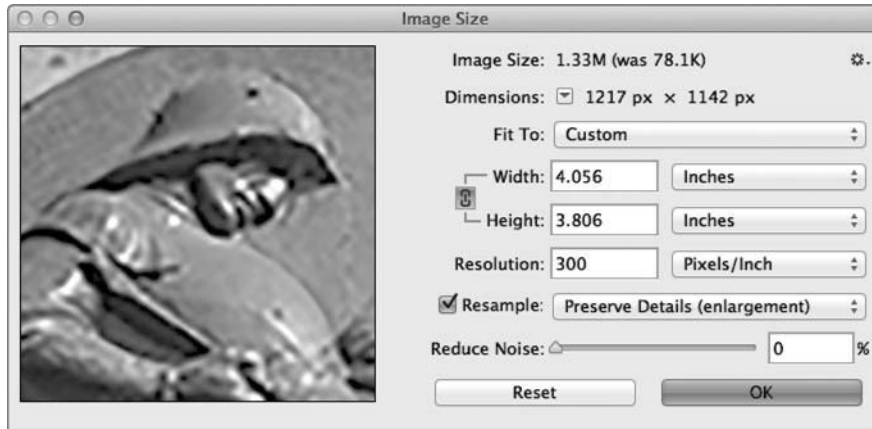 Image Size
Image Size: 1.33M (was 78.1K)
Dimensions: 1217 px × 1142 px
Fit To: Custom
Width: 4.056 Inches
Height: 3.806 Inches
Resolution: 300 Pixels/Inch
Resample: Preserve Details (enlargement)
Reduce Noise: 0 %
Reset OK